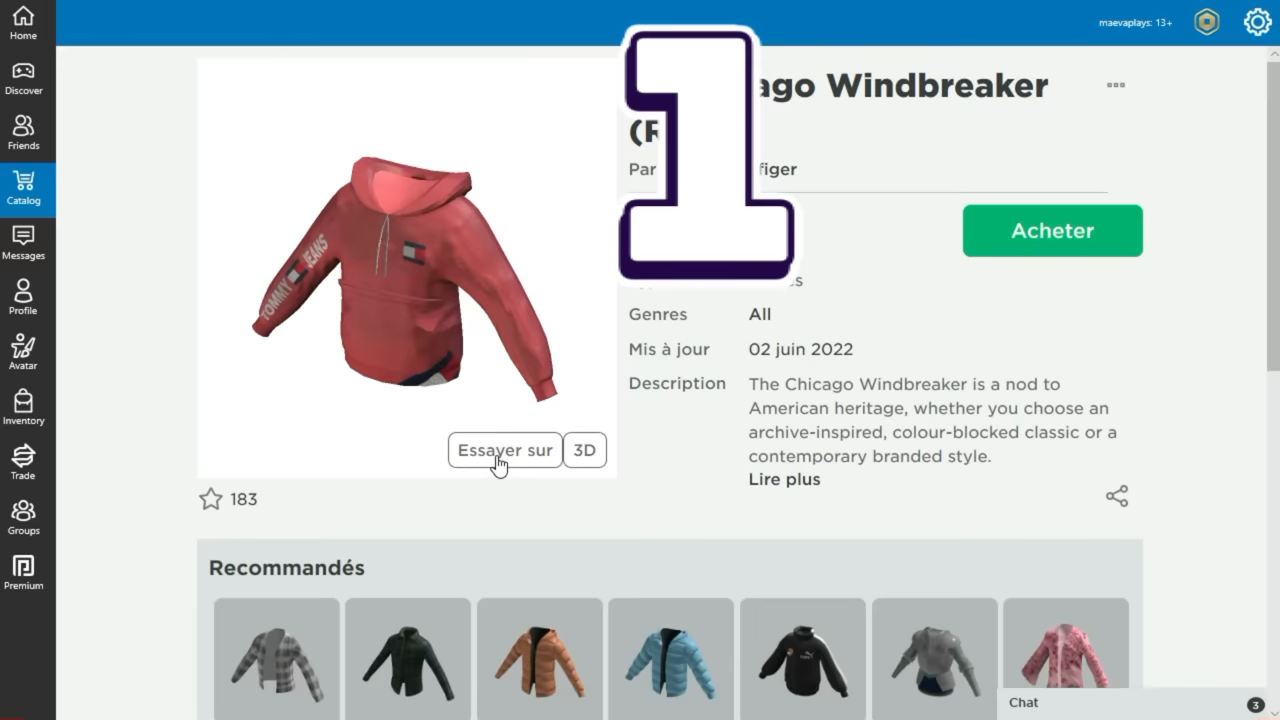 Home
Discover
Friends
Catalog
Messages
Profile
Avatar
Inventory
Trade
Groups
Premium
maevaplays: 13+
1
ago Windbreaker
(R
Par figer
Acheter
Genres All
Mis à jour 02 juin 2022
Description The Chicago Windbreaker is a nod to
American heritage, whether you choose an
archive-inspired, colour-blocked classic or a
contemporary branded style.
Lire plus
TOMMY JEANS
Essayer sur 3D
183
Recommandés
Chat 3